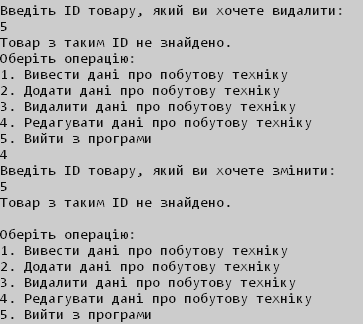 Введіть ID товару, який ви хочете видалити:
5
Товар з таким ID не знайдено.
Оберіть операцію:
1. Вивести дані про побутову техніку
2. Додати дані про побутову техніку
3. Видалити дані про побутову техніку
4. Редагувати дані про побутову техніку
5. Вийти з програми
4
Введіть ID товару, який ви хочете змінити:
5
Товар з таким ID не знайдено.
Оберіть операцію:
1. Вивести дані про побутову техніку
2. Додати дані про побутову техніку
3. Видалити дані про побутову техніку
4. Редагувати дані про побутову техніку
5. Вийти з програми